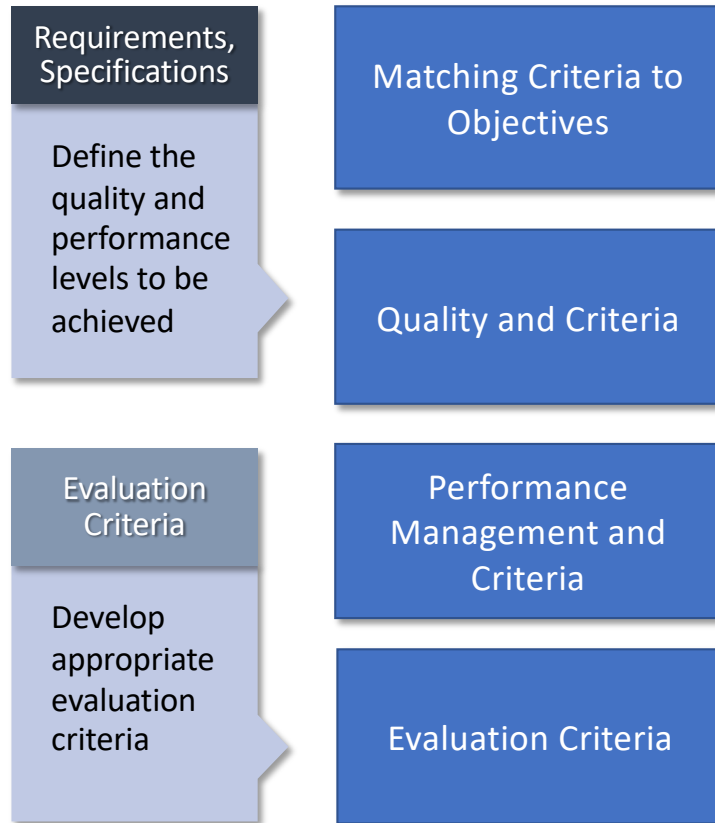 Requirements,
Specifications
Define the
quality and
performance
levels to be
achieved
Matching Criteria to
Objectives
Quality and Criteria
Evaluation
Criteria
Develop
appropriate
evaluation
criteria
Performance
Management and
Criteria
Evaluation Criteria